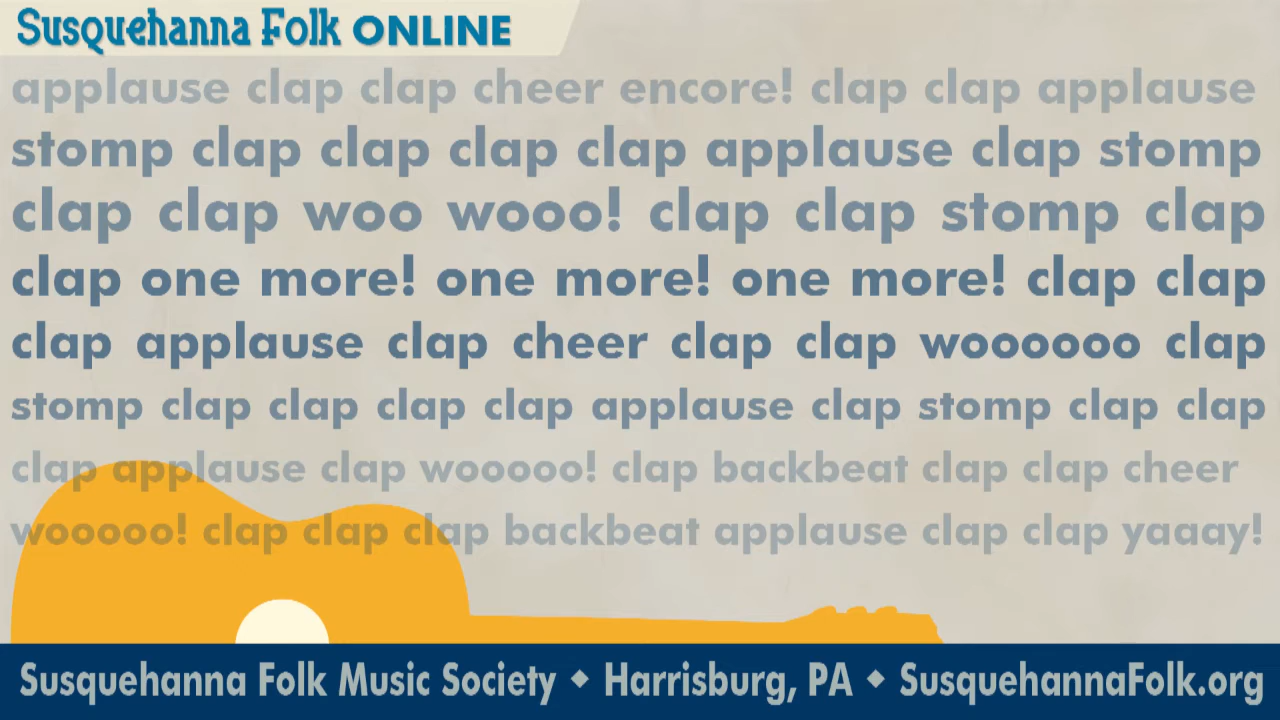 Susquehanna Folk ONLINE
applause clap clap cheer encore! clap clap applause
stomp clap clap clap clap applause clap stomp
clap clap woo wooo! clap clap stomp clap
clap one more! one more! one more! clap clap
clap applause clap cheer clap clap woooooo clap
stomp clap clap clap clap applause clap stomp clap clap
clap applause clap wooooo! clap backbeat clap clap cheer
wooooo! clap clap clap backbeat applause clap clap yaaay!
Susquehanna Folk Music Society ◆ Harrisburg, PA ◆ SusquehannaFolk.org